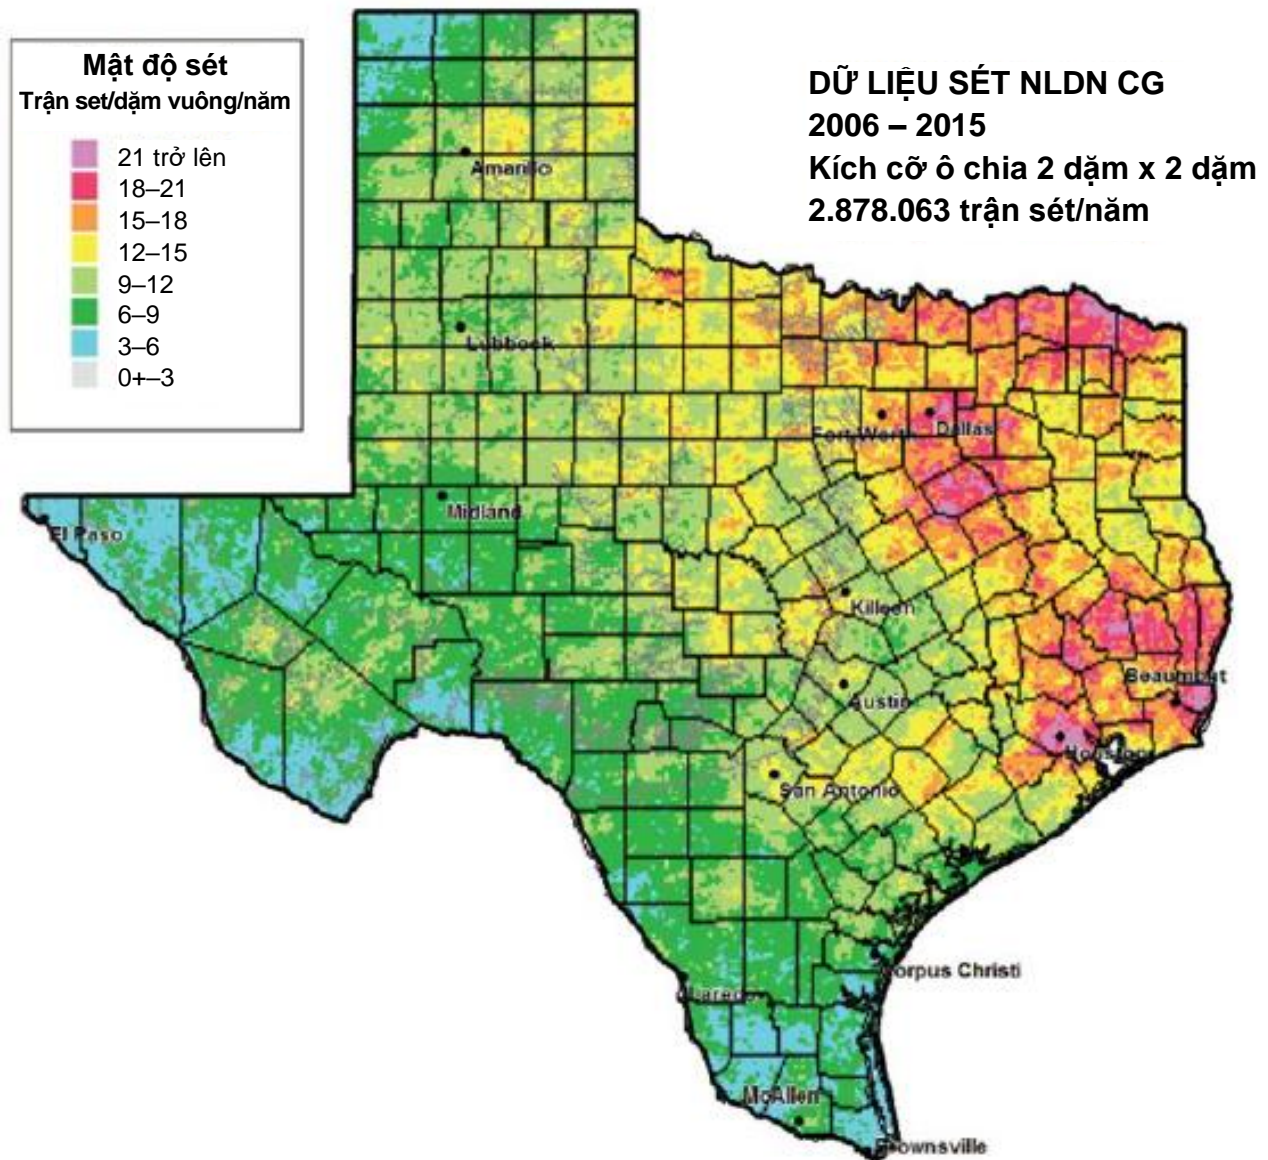 Mật độ sét
Trận set/dặm vuông/năm
21 trở lên
18–21
15–18
12–15
9–12
6–9
3–6
0+–3
DỮ LIỆU SÉT NLDN CG
2006 – 2015
Kích cỡ ô chia 2 dặm x 2 dặm
2.878.063 trận sét/năm
Amarillo
Lubbock
Fort Worth
Dallas
Midland
El Paso
Killeen
Beaumont
Austin
Houston
San Antonio
Corpus Christi
Laredo
McAllen
Brownsville